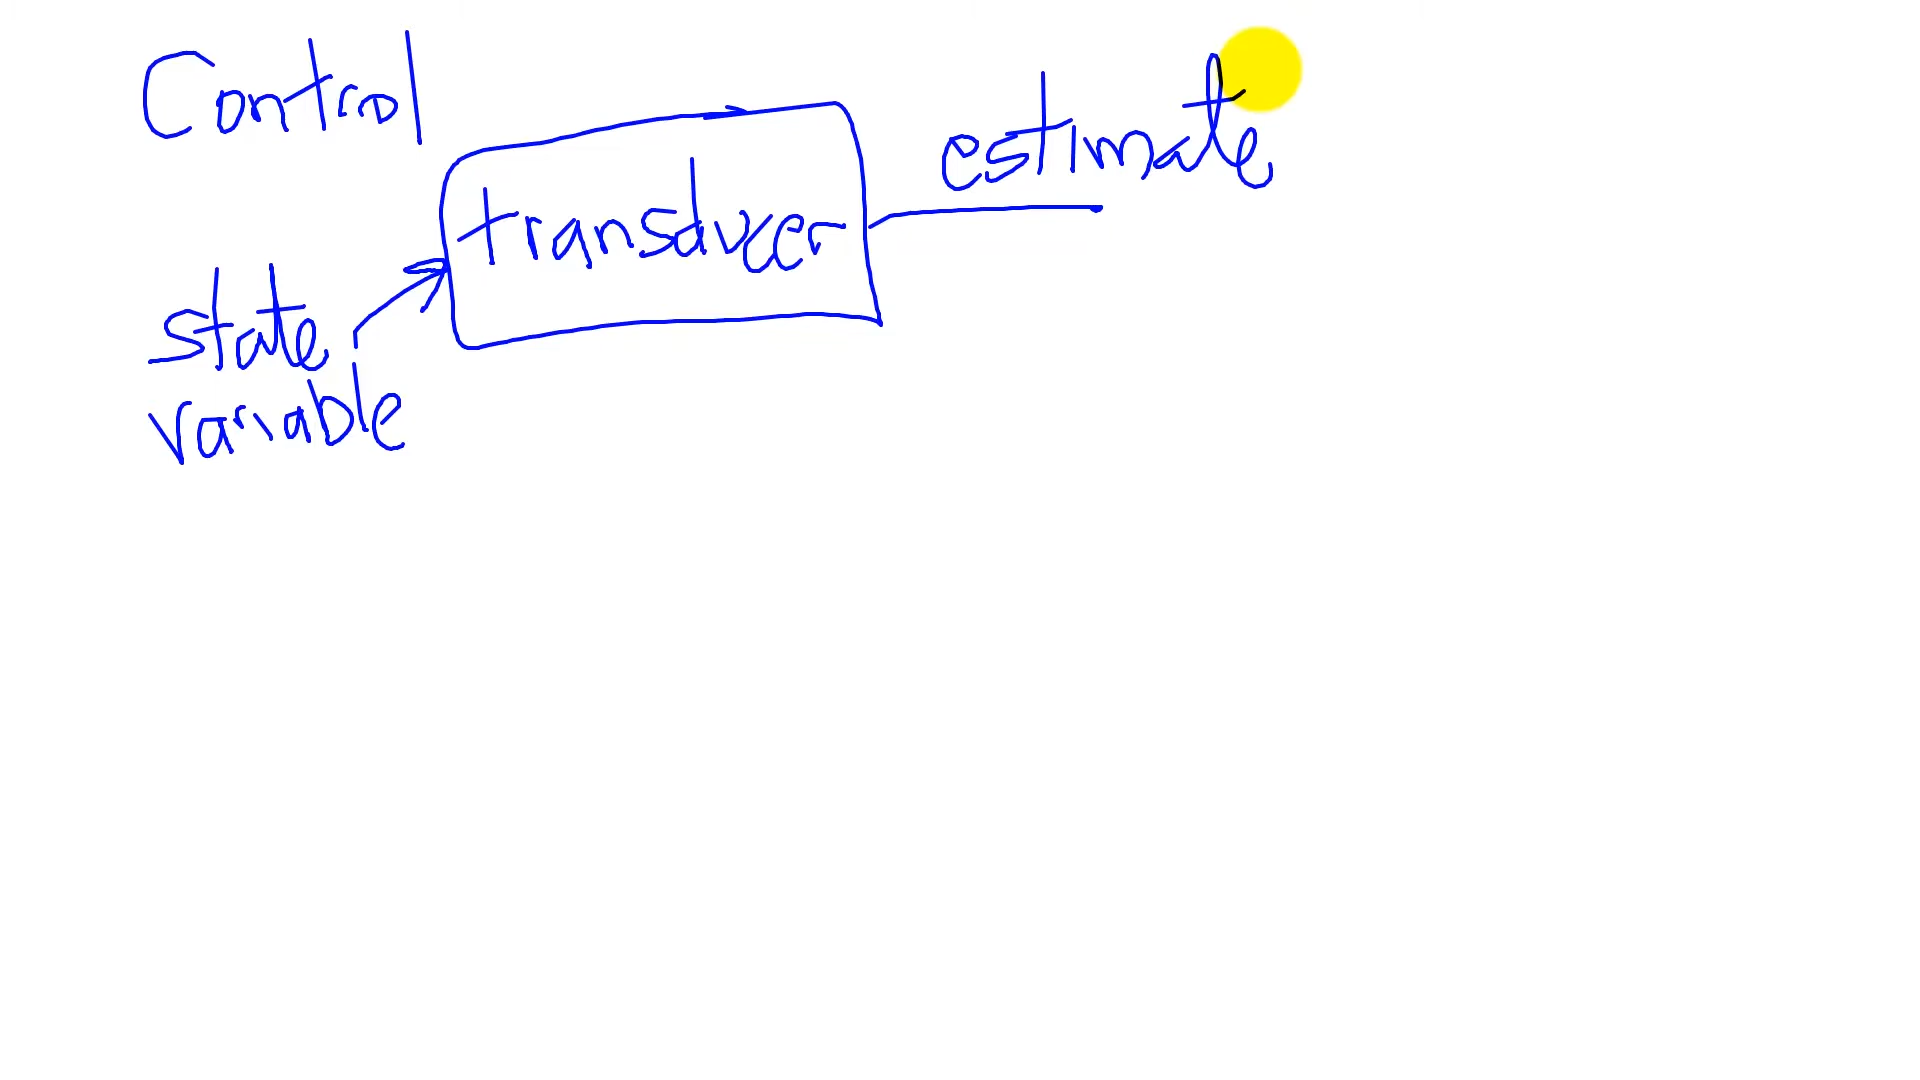 Control
estimate
transducer
state
variable